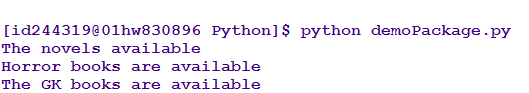 [id244319@01hw830896 Python]$ python demoPackage.py
The novels available
Horror books are available
The GK books are available